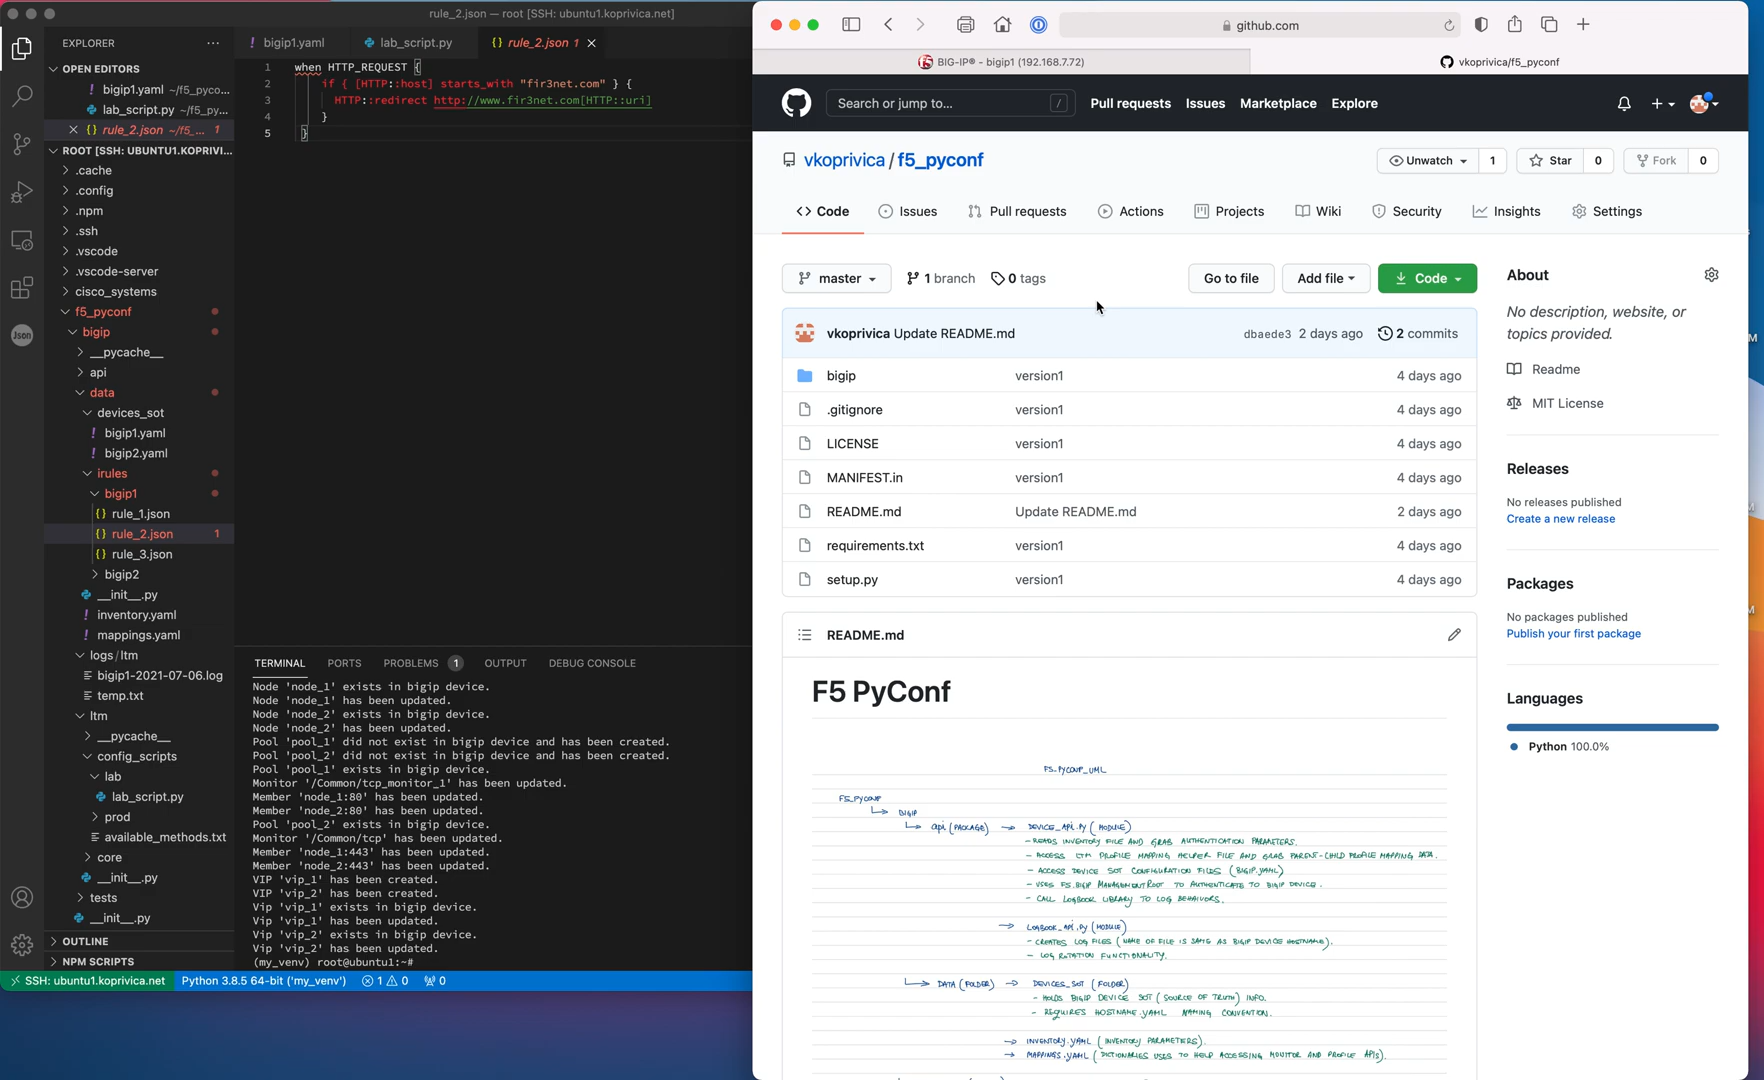 rule_2.json — root [SSH: ubuntu1.koprivica.net]
EXPLORER
OPEN EDITORS
bigip1.yaml ~/f5_pyco...
lab_script.py ~/f5_py...
rule_2.json ~/f5_... 1
ROOT [SSH: UBUNTU1.KOPRIVI...
.cache
.config
.npm
.ssh
.vscode
.vscode-server
cisco_systems
f5_pyconf
bigip
__pycache__
api
data
devices_sot
bigip1.yaml
bigip2.yaml
irules
bigip1
rule_1.json
rule_2.json 1
rule_3.json
bigip2
__init__.py
inventory.yaml
mappings.yaml
logs/ltm
bigip1-2021-07-06.log
temp.txt
ltm
__pycache__
config_scripts
lab
lab_script.py
prod
available_methods.txt
core
__init__.py
tests
__init__.py
OUTLINE
NPM SCRIPTS
Json
bigip1.yaml lab_script.py rule_2.json 1
1 when HTTP_REQUEST {
2 if { [HTTP::host] starts_with "fir3net.com" } {
3 HTTP::redirect http://www.fir3net.com[HTTP::uri]
4 }
5 }
TERMINAL PORTS PROBLEMS 1 OUTPUT DEBUG CONSOLE
Node 'node_1' exists in bigip device.
Node 'node_1' has been updated.
Node 'node_2' exists in bigip device.
Node 'node_2' has been updated.
Pool 'pool_1' did not exist in bigip device and has been created.
Pool 'pool_2' did not exist in bigip device and has been created.
Pool 'pool_1' exists in bigip device.
Monitor '/Common/tcp_monitor_1' has been updated.
Member 'node_1:80' has been updated.
Member 'node_2:80' has been updated.
Pool 'pool_2' exists in bigip device.
Monitor '/Common/tcp' has been updated.
Member 'node_1:443' has been updated.
Member 'node_2:443' has been updated.
VIP 'vip_1' has been created.
VIP 'vip_2' has been created.
Vip 'vip_1' exists in bigip device.
Vip 'vip_1' has been updated.
Vip 'vip_2' exists in bigip device.
Vip 'vip_2' has been updated.
(my_venv) root@ubuntu1:~#
SSH: ubuntu1.koprivica.net Python 3.8.5 64-bit ('my_venv') 1 0 0
github.com
BIG-IP® - bigip1 (192.168.7.72) vkoprivica/f5_pyconf
Search or jump to... / Pull requests Issues Marketplace Explore
vkoprivica / f5_pyconf
Unwatch 1 Star 0 Fork 0
Code Issues Pull requests Actions Projects Wiki Security Insights Settings
master 1 branch 0 tags Go to file Add file Code
vkoprivica Update README.md dbaede3 2 days ago 2 commits
bigip version1 4 days ago
.gitignore version1 4 days ago
LICENSE version1 4 days ago
MANIFEST.in version1 4 days ago
README.md Update README.md 2 days ago
requirements.txt version1 4 days ago
setup.py version1 4 days ago
README.md
F5 PyConf
F5_PYCONF_UML
F5_PYCONF
BIGIP
api (PACKAGE) → DEVICE_API.PY (MODULE)
- READS INVENTORY FILE AND GRAB AUTHENTICATION PARAMETERS.
- ACCESS LTM PROFILE MAPPING HELPER FILE AND GRAB PARENT-CHILD PROFILE MAPPING DATA.
- ACCESS DEVICE SOT CONFIGURATION FILES (BIGIP.YAML)
- USES F5.BIGIP MANAGEMENTROOT TO AUTHENTICATE TO BIGIP DEVICE.
- CALL LOGBOOK LIBRARY TO LOG BEHAVIORS.
→ LOGBOOK_API.PY (MODULE)
- CREATES LOG FILES (NAME OF FILE IS SAME AS BIGIP DEVICE HOSTNAME).
- LOG ROTATION FUNCTIONALITY.
DATA (FOLDER) → DEVICES_SOT (FOLDER)
- HOLDS BIGIP DEVICE SOT (SOURCE OF TRUTH) INFO.
- REQUIRES HOSTNAME.YAML NAMING CONVENTION.
→ INVENTORY.YAML (INVENTORY PARAMETERS).
→ MAPPINGS.YAML (DICTIONARIES USES TO HELP ACCESSING MONITOR AND PROFILE APIS).
About
No description, website, or
topics provided.
Readme
MIT License
Releases
No releases published
Create a new release
Packages
No packages published
Publish your first package
Languages
Python 100.0%